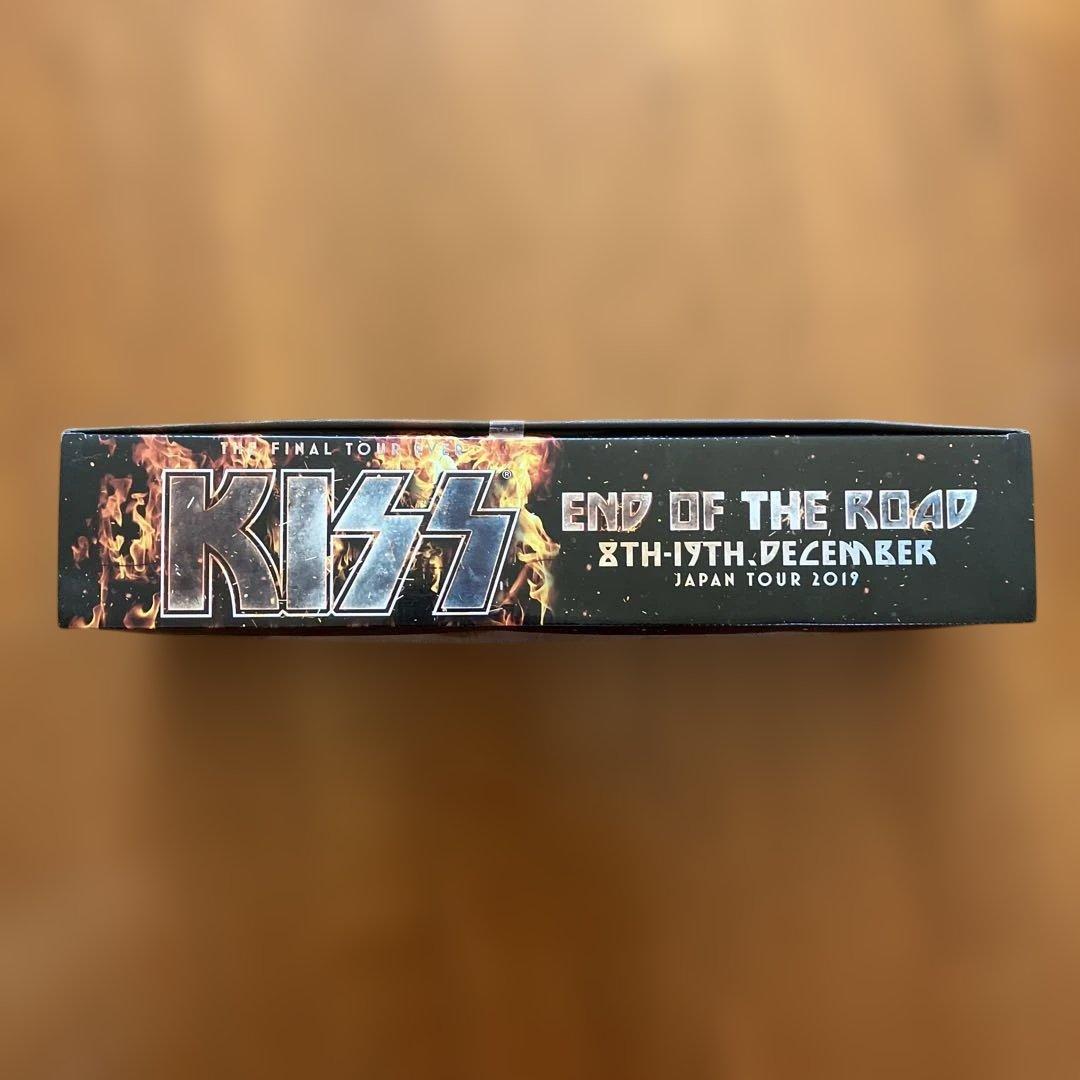 THE FINAL TOUR EVER
KISS®
END OF THE ROAD
8TH-19TH.DECEMBER
JAPAN TOUR 2019